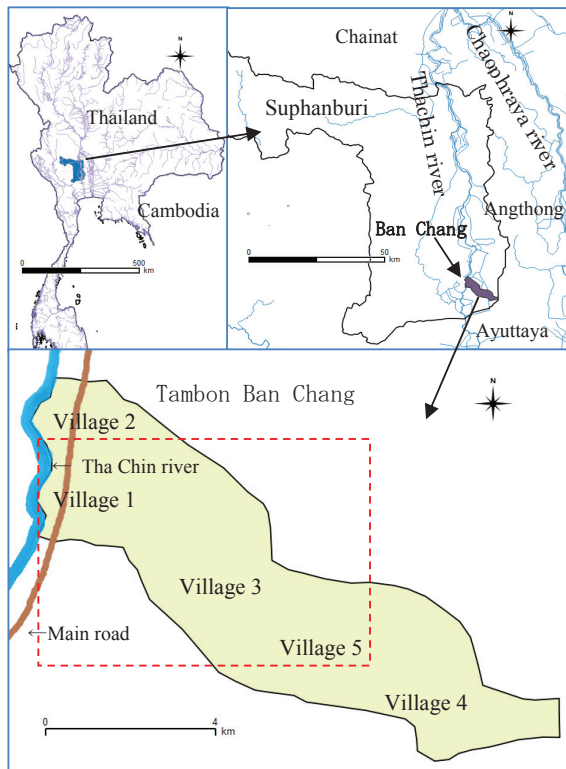 N
Thailand
Cambodia
0 500
km
N
Chainat
Suphanburi
Thachin river
Chaophraya river
Angthong
Ban Chang
0 50
km
Ayuttaya
Tambon Ban Chang
N
Village 2
←Tha Chin river
Village 1
Village 3
←Main road
Village 5
Village 4
0 4
km